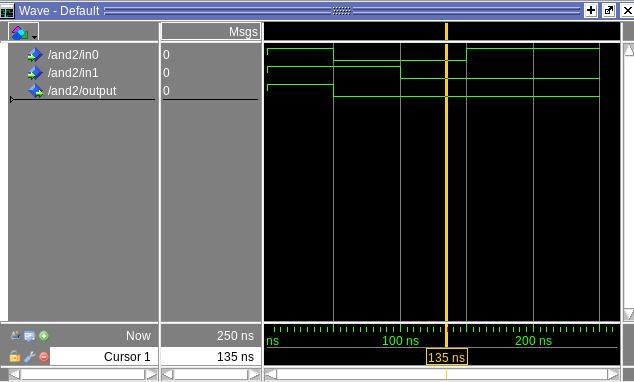 Wave - Default
Msgs
/and2/in0 0
/and2/in1 0
/and2/output 0
Now 250 ns
ns 100 ns 200 ns
Cursor 1 135 ns
135 ns